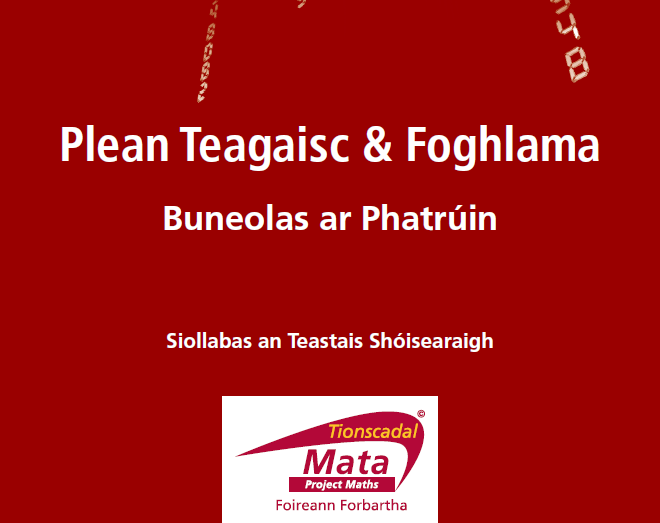 Plean Teagaisc & Foghlama
Buneolas ar Phatrúin
Siollabas an Teastais Shóisearaigh
©
Tionscadal
Mata
Project Maths
Foireann Forbartha